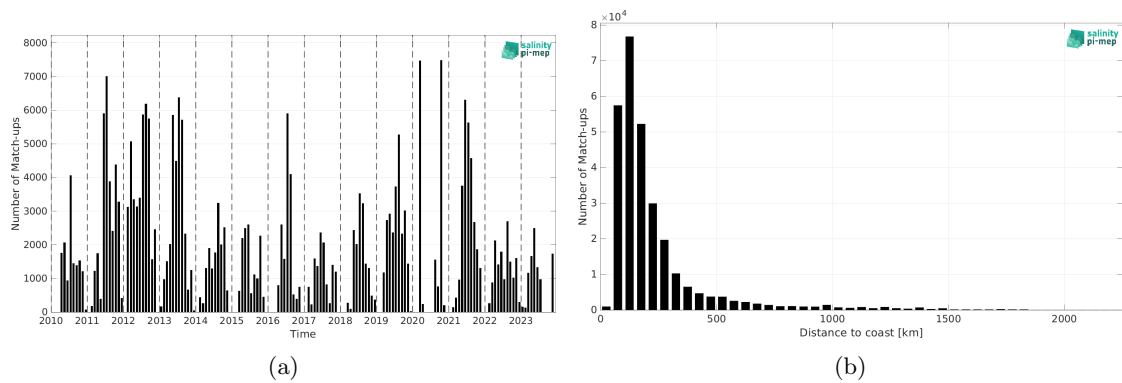 8000
7000
6000
5000
4000
3000
2000
1000
0
Number of Match-ups
2010 2011 2012 2013 2014 2015 2016 2017 2018 2019 2020 2021 2022 2023
Time
salinity
pi-mep
(a)
×10⁴
8
7
6
5
4
3
2
1
0
Number of Match-ups
0 500 1000 1500 2000
Distance to coast [km]
salinity
pi-mep
(b)